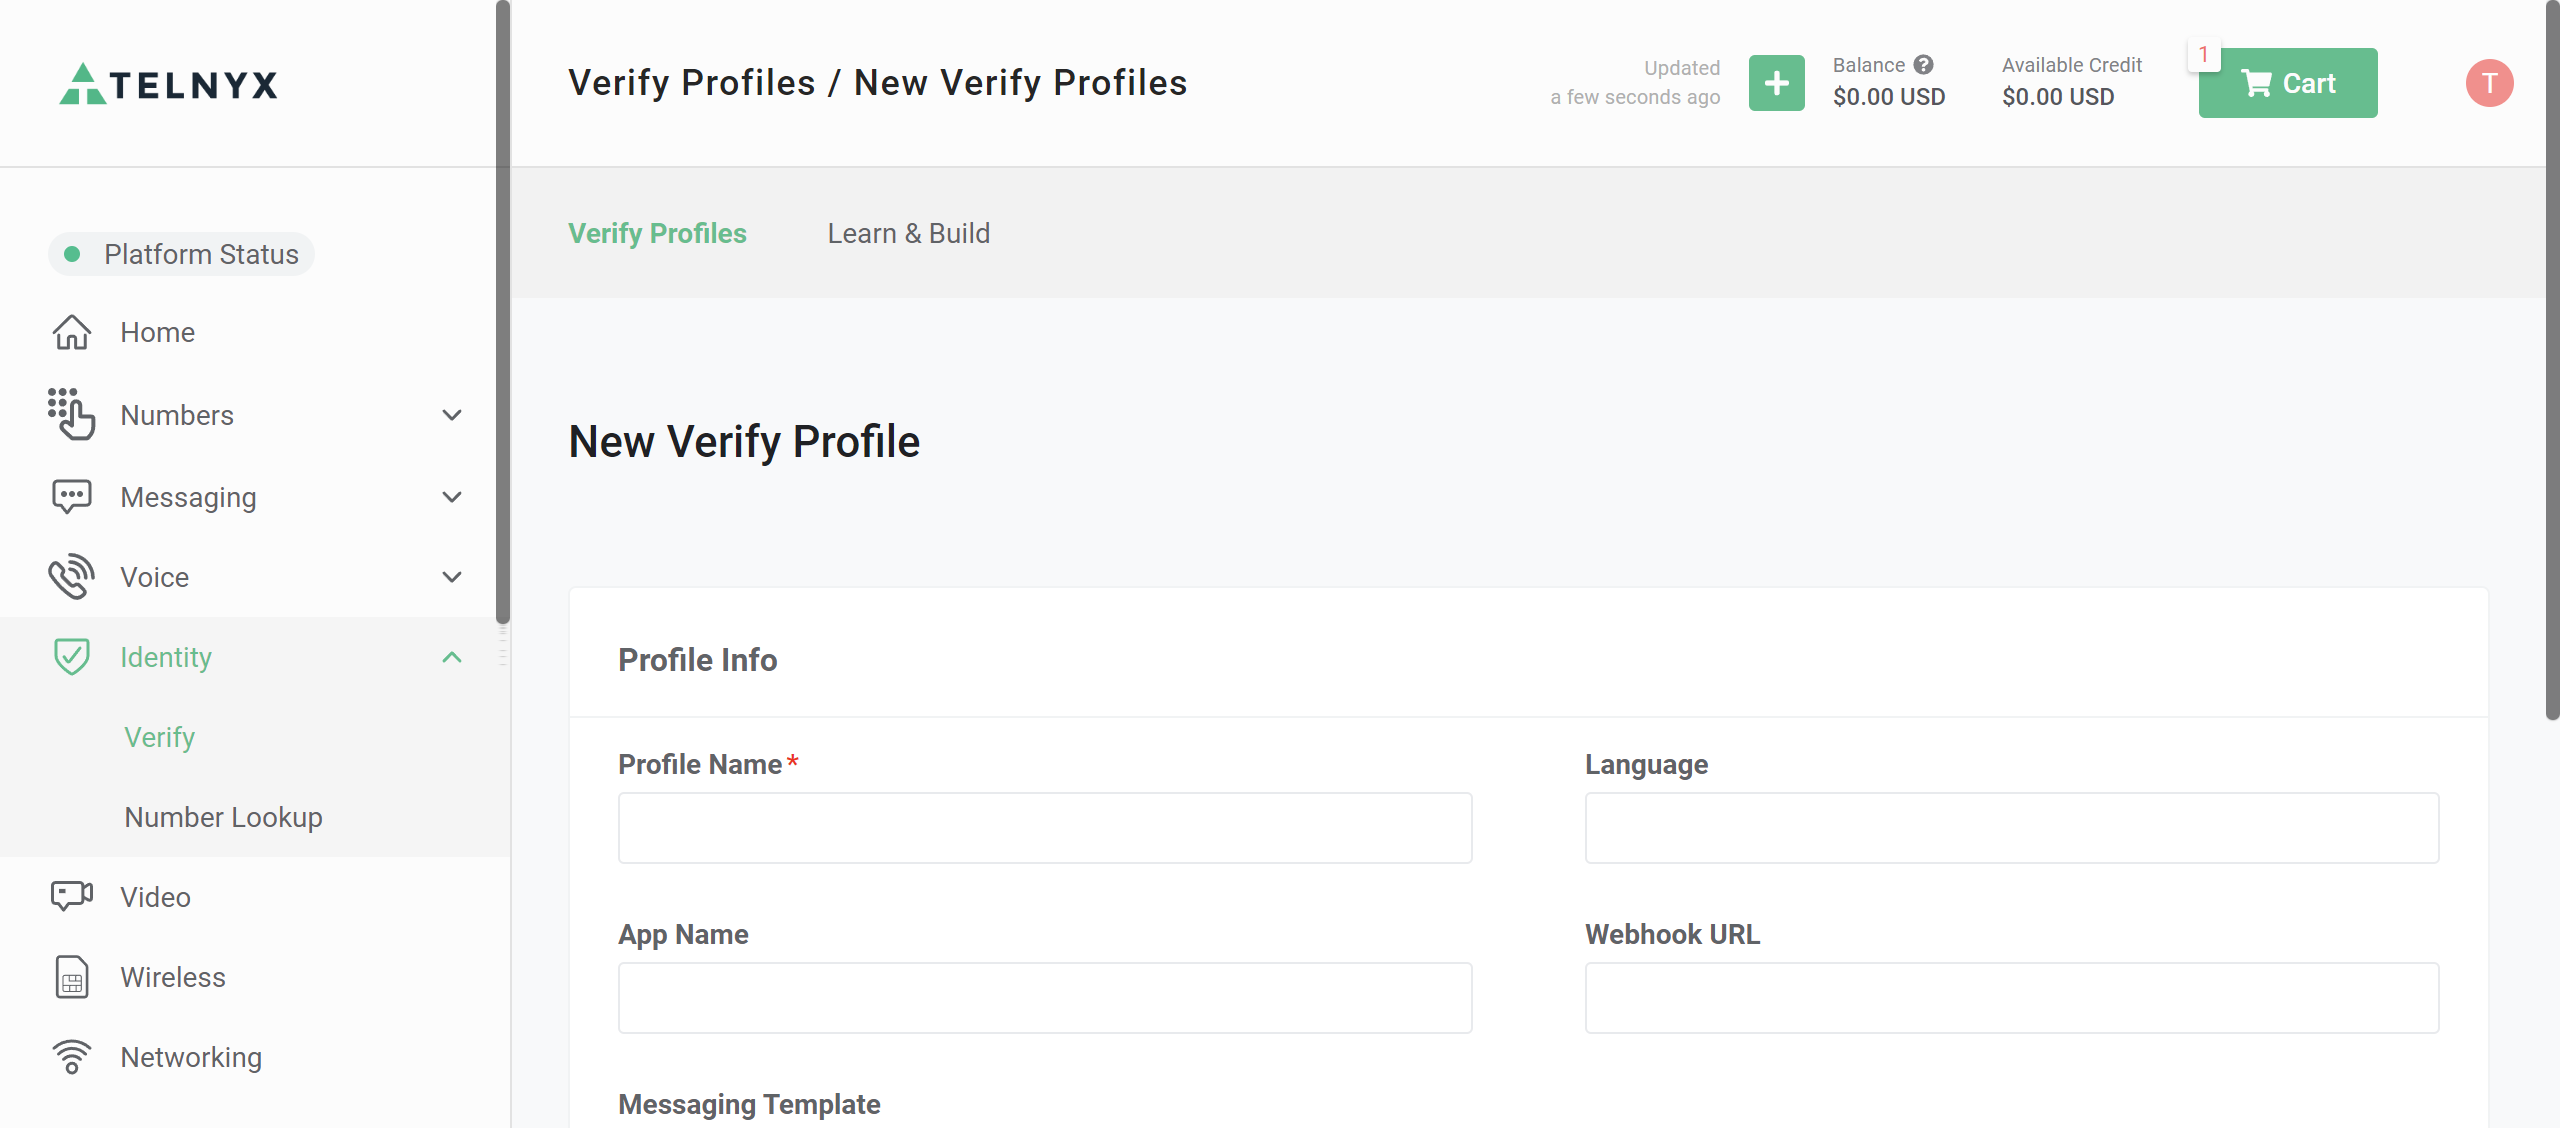 TELNYX
Verify Profiles / New Verify Profiles
Updated
a few seconds ago
Balance
$0.00 USD
Available Credit
$0.00 USD
1
Cart
T
Platform Status
Home
Numbers
Messaging
Voice
Identity
Verify
Number Lookup
Video
Wireless
Networking
Verify Profiles
Learn & Build
New Verify Profile
Profile Info
Profile Name*
Language
App Name
Webhook URL
Messaging Template